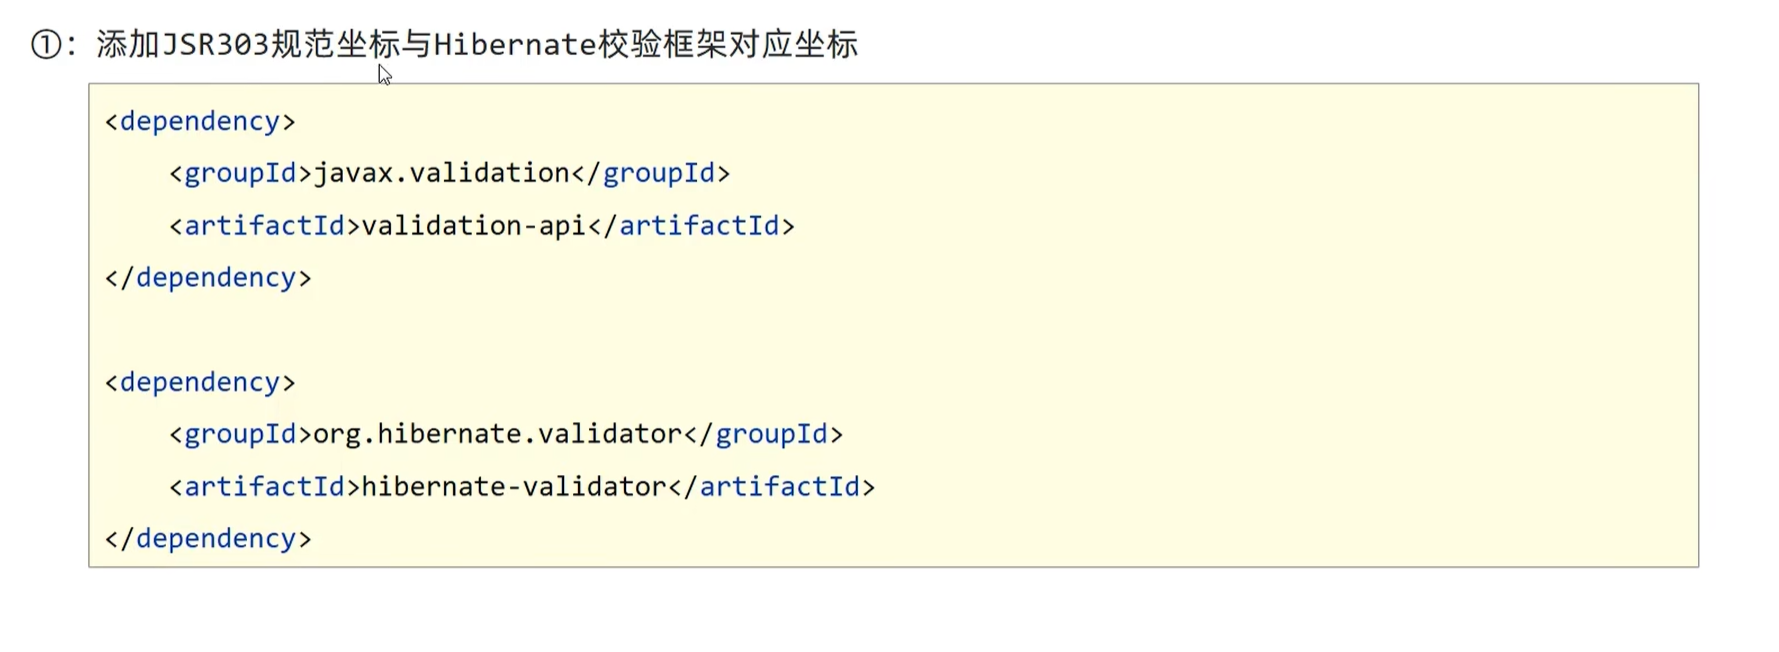 ①：添加JSR303规范坐标与Hibernate校验框架对应坐标
<dependency>
    <groupId>javax.validation</groupId>
    <artifactId>validation-api</artifactId>
</dependency>
<dependency>
    <groupId>org.hibernate.validator</groupId>
    <artifactId>hibernate-validator</artifactId>
</dependency>